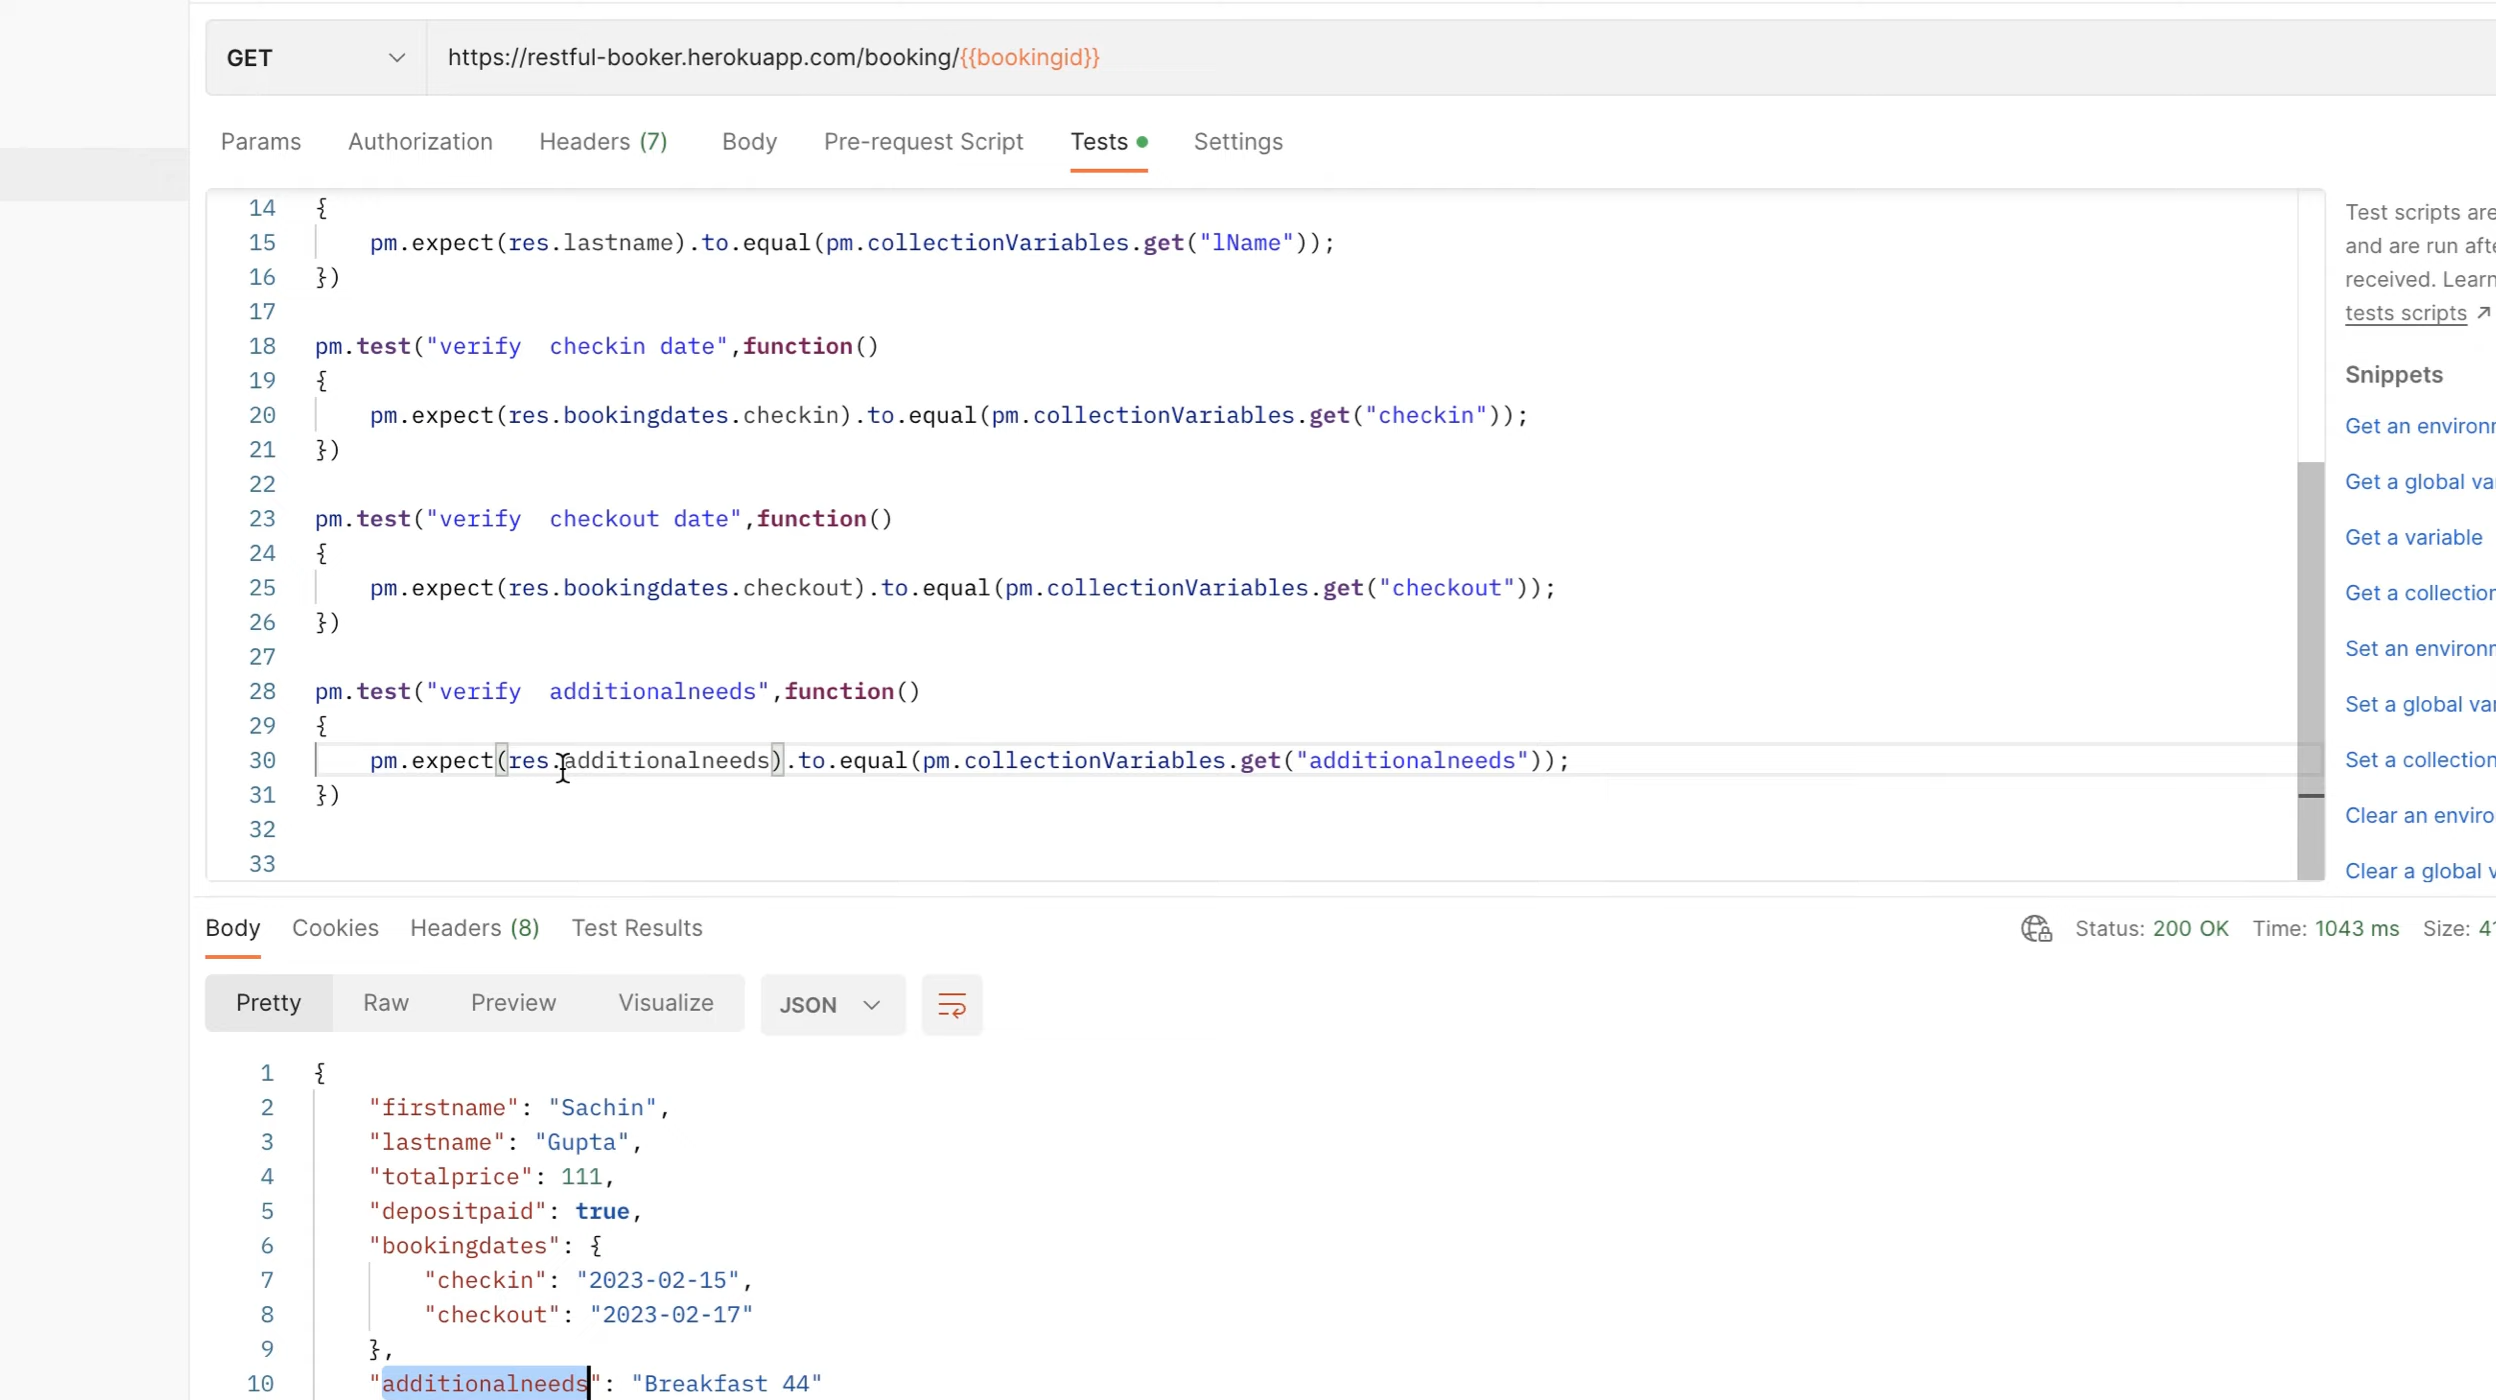 GET https://restful-booker.herokuapp.com/booking/{{bookingid}}
Params Authorization Headers (7) Body Pre-request Script Tests Settings
14 {
15 pm.expect(res.lastname).to.equal(pm.collectionVariables.get("lName"));
16 })
17
18 pm.test("verify  checkin date",function()
19 {
20 pm.expect(res.bookingdates.checkin).to.equal(pm.collectionVariables.get("checkin"));
21 })
22
23 pm.test("verify  checkout date",function()
24 {
25 pm.expect(res.bookingdates.checkout).to.equal(pm.collectionVariables.get("checkout"));
26 })
27
28 pm.test("verify  additionalneeds",function()
29 {
30 pm.expect(res.additionalneeds).to.equal(pm.collectionVariables.get("additionalneeds"));
31 })
32
33
Test scripts are
and are run afte
received. Learn
tests scripts ↗
Snippets
Get an environ
Get a global va
Get a variable
Get a collection
Set an environ
Set a global va
Set a collection
Clear an enviro
Clear a global v
Body Cookies Headers (8) Test Results Status: 200 OK Time: 1043 ms Size: 4
Pretty Raw Preview Visualize JSON
1 {
2 "firstname": "Sachin",
3 "lastname": "Gupta",
4 "totalprice": 111,
5 "depositpaid": true,
6 "bookingdates": {
7 "checkin": "2023-02-15",
8 "checkout": "2023-02-17"
9 },
10 "additionalneeds": "Breakfast 44"